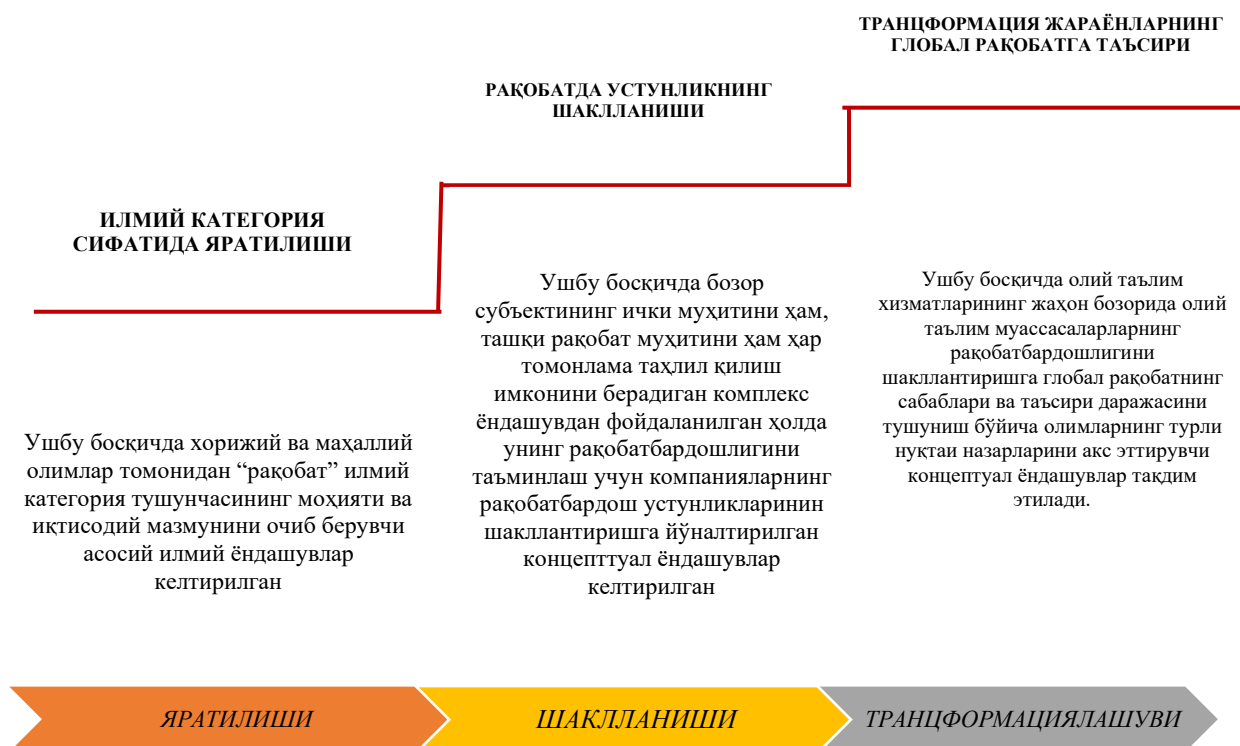 ТРАНЦФОРМАЦИЯ ЖАРАЁНЛАРНИНГ
ГЛОБАЛ РАҚОБАТГА ТАЪСИРИ
РАҚОБАТДА УСТУНЛИКНИНГ
ШАКЛЛАНИШИ
ИЛМИЙ КАТЕГОРИЯ
СИФАТИДА ЯРАТИЛИШИ
Ушбу босқичда хорижий ва маҳаллий
олимлар томонидан “рақобат” илмий
категория тушунчасининг моҳияти ва
иқтисодий мазмунини очиб берувчи
асосий илмий ёндашувлар
келтирилган
Ушбу босқичда бозор
субъектининг ички муҳитини ҳам,
ташқи рақобат муҳитини ҳам ҳар
томонлама таҳлил қилиш
имконини берадиган комплекс
ёндашувдан фойдаланилган ҳолда
унинг рақобатбардошлигини
таъминлаш учун компанияларнинг
рақобатбардош устунликларинин
шакллантиришга йўналтирилган
концепттуал ёндашувлар
келтирилган
Ушбу босқичда олий таълим
хизматларининг жаҳон бозорида олий
таълим муассасаларларнинг
рақобатбардошлигини
шакллантиришга глобал рақобатнинг
сабаблари ва таъсири даражасини
тушуниш бўйича олимларнинг турли
нуқтаи назарларини акс эттирувчи
концептуал ёндашувлар тақдим
этилади.
ЯРАТИЛИШИ
ШАКЛЛАНИШИ
ТРАНЦФОРМАЦИЯЛАШУВИ